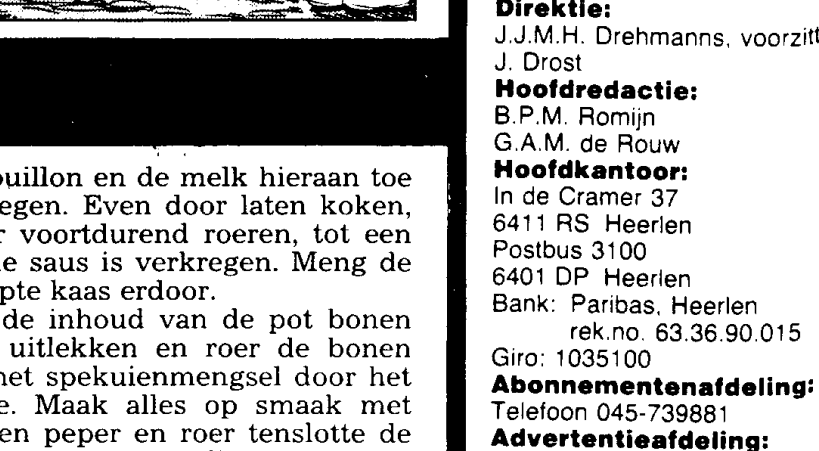 uillon en de melk hieraan toe
egen. Even door laten koken,
r voortdurend roeren, tot een
e saus is verkregen. Meng de
pte kaas erdoor.
de inhoud van de pot bonen
uitlekken en roer de bonen
net spekuienmengsel door het
e. Maak alles op smaak met
en peper en roer tenslotte de
Direktie:
J.J.M.H. Drehmanns, voorzitt
J. Drost
Hoofdredactie:
B.P.M. Romijn
G.A.M. de Rouw
Hoofdkantoor:
In de Cramer 37
6411 RS Heerlen
Postbus 3100
6401 DP Heerlen
Bank: Paribas, Heerlen
rek.no. 63.36.90.015
Giro: 1035100
Abonnementenafdeling:
Telefoon 045-739881
Advertentieafdeling: